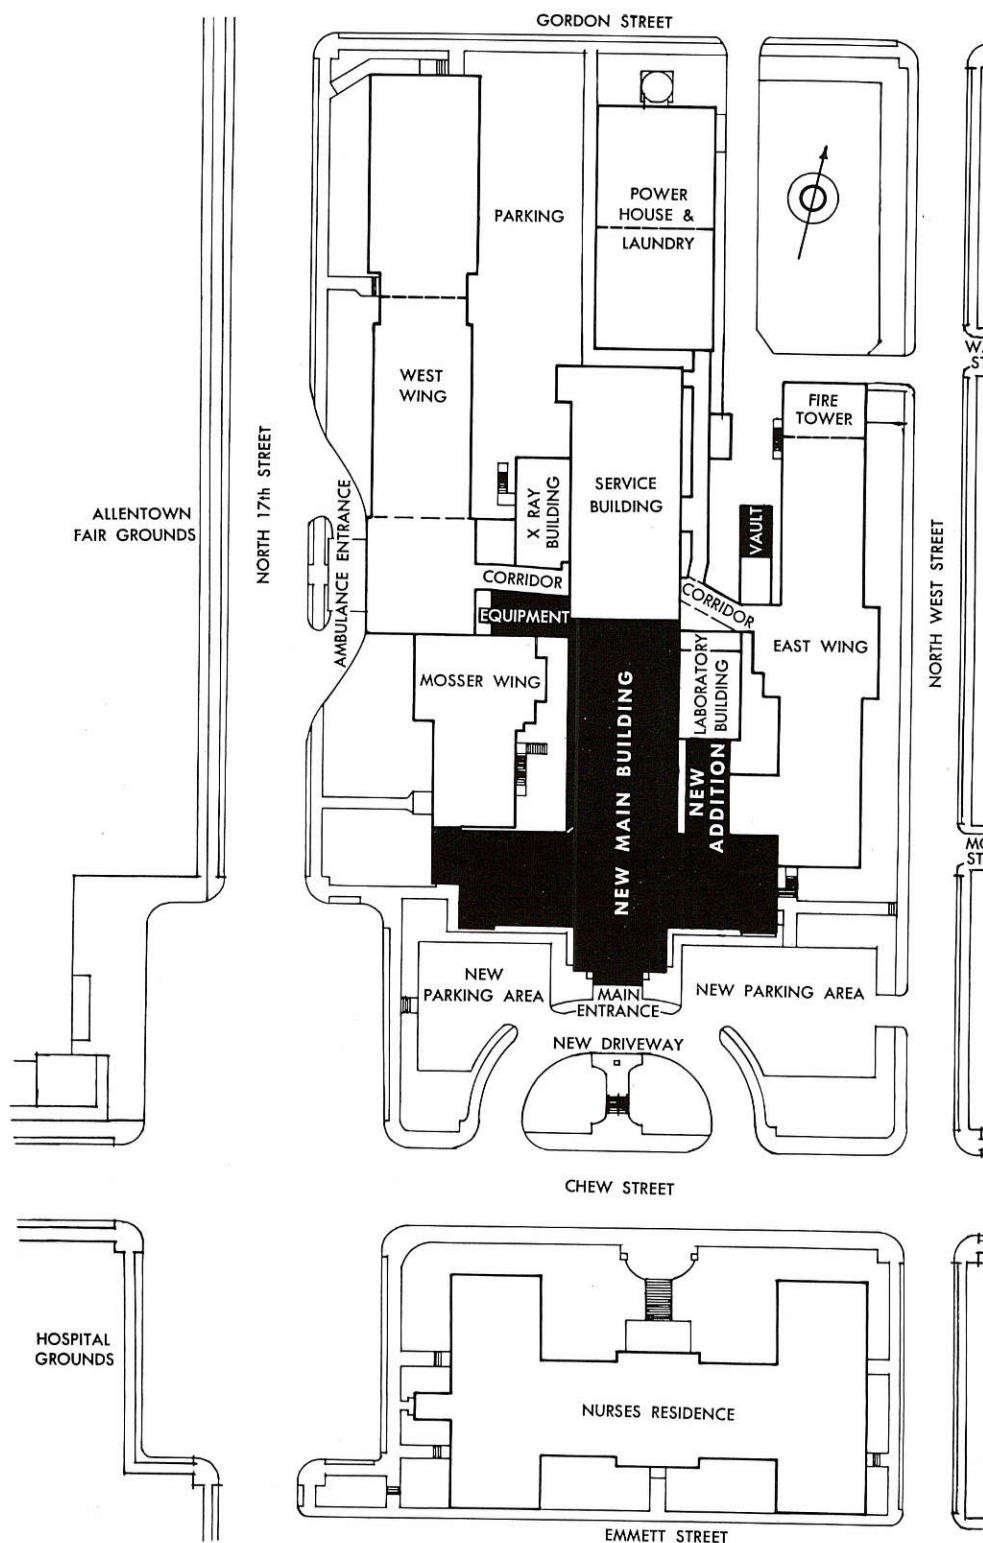 GORDON STREET
POWER
HOUSE &
LAUNDRY
PARKING
WEST
WING
FIRE
TOWER
NORTH 17th STREET
ALLENTOWN
FAIR GROUNDS
AMBULANCE ENTRANCE
X RAY
BUILDING
SERVICE
BUILDING
VAULT
NORTH WEST STREET
CORRIDOR
CORRIDOR
EQUIPMENT
EAST WING
MOSSER WING
LABORATORY
BUILDING
NEW MAIN BUILDING
NEW
ADDITION
NEW
PARKING AREA
MAIN
ENTRANCE
NEW PARKING AREA
NEW DRIVEWAY
CHEW STREET
HOSPITAL
GROUNDS
NURSES RESIDENCE
EMMETT STREET